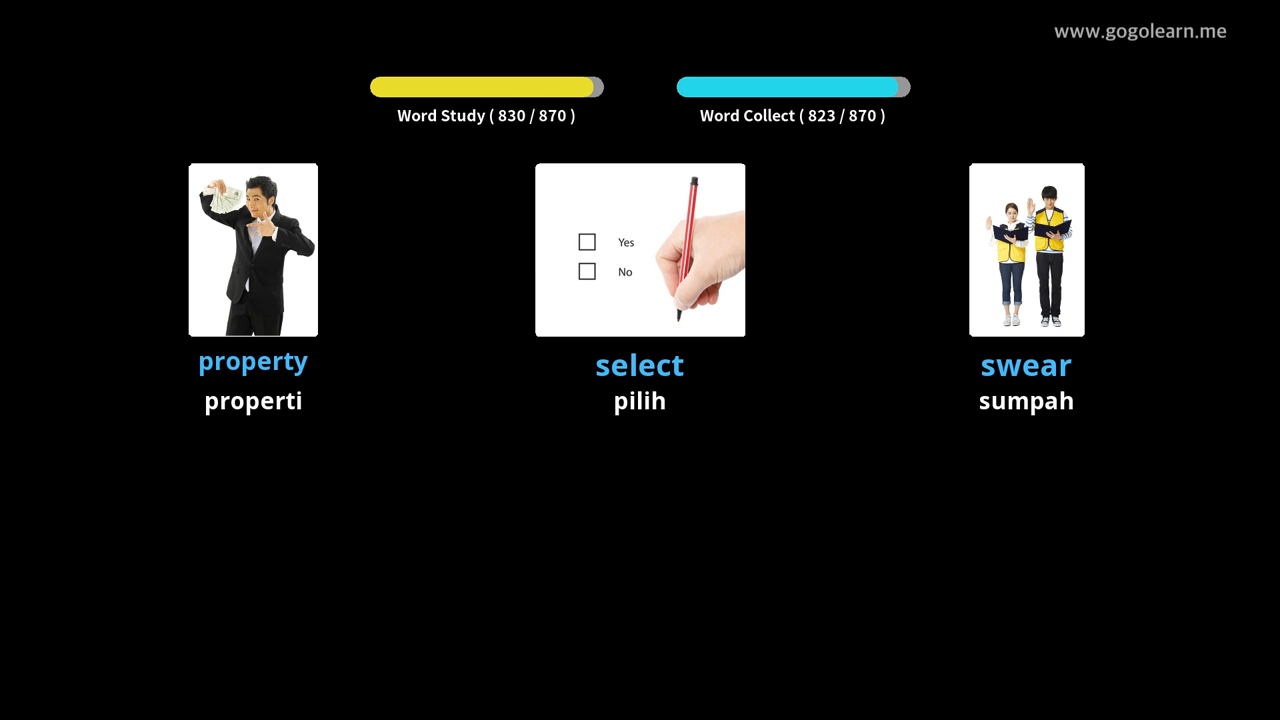 www.gogolearn.me
Word Study ( 830 / 870 )
Word Collect ( 823 / 870 )
Yes
No
property
select
swear
properti
pilih
sumpah